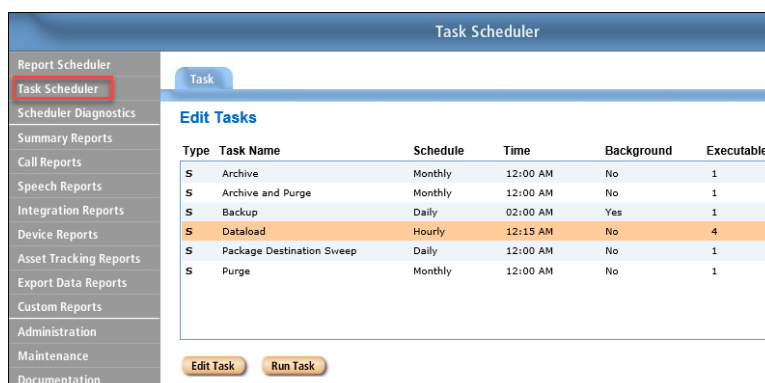 Task Scheduler
Report Scheduler
Task Scheduler
Scheduler Diagnostics
Summary Reports
Call Reports
Speech Reports
Integration Reports
Device Reports
Asset Tracking Reports
Export Data Reports
Custom Reports
Administration
Maintenance
Documentation
Task
Edit Tasks
Type Task Name Schedule Time Background Executable
S Archive Monthly 12:00 AM No 1
S Archive and Purge Monthly 12:00 AM No 1
S Backup Daily 02:00 AM Yes 1
S Dataload Hourly 12:15 AM No 4
S Package Destination Sweep Daily 12:00 AM No 1
S Purge Monthly 12:00 AM No 1
Edit Task Run Task